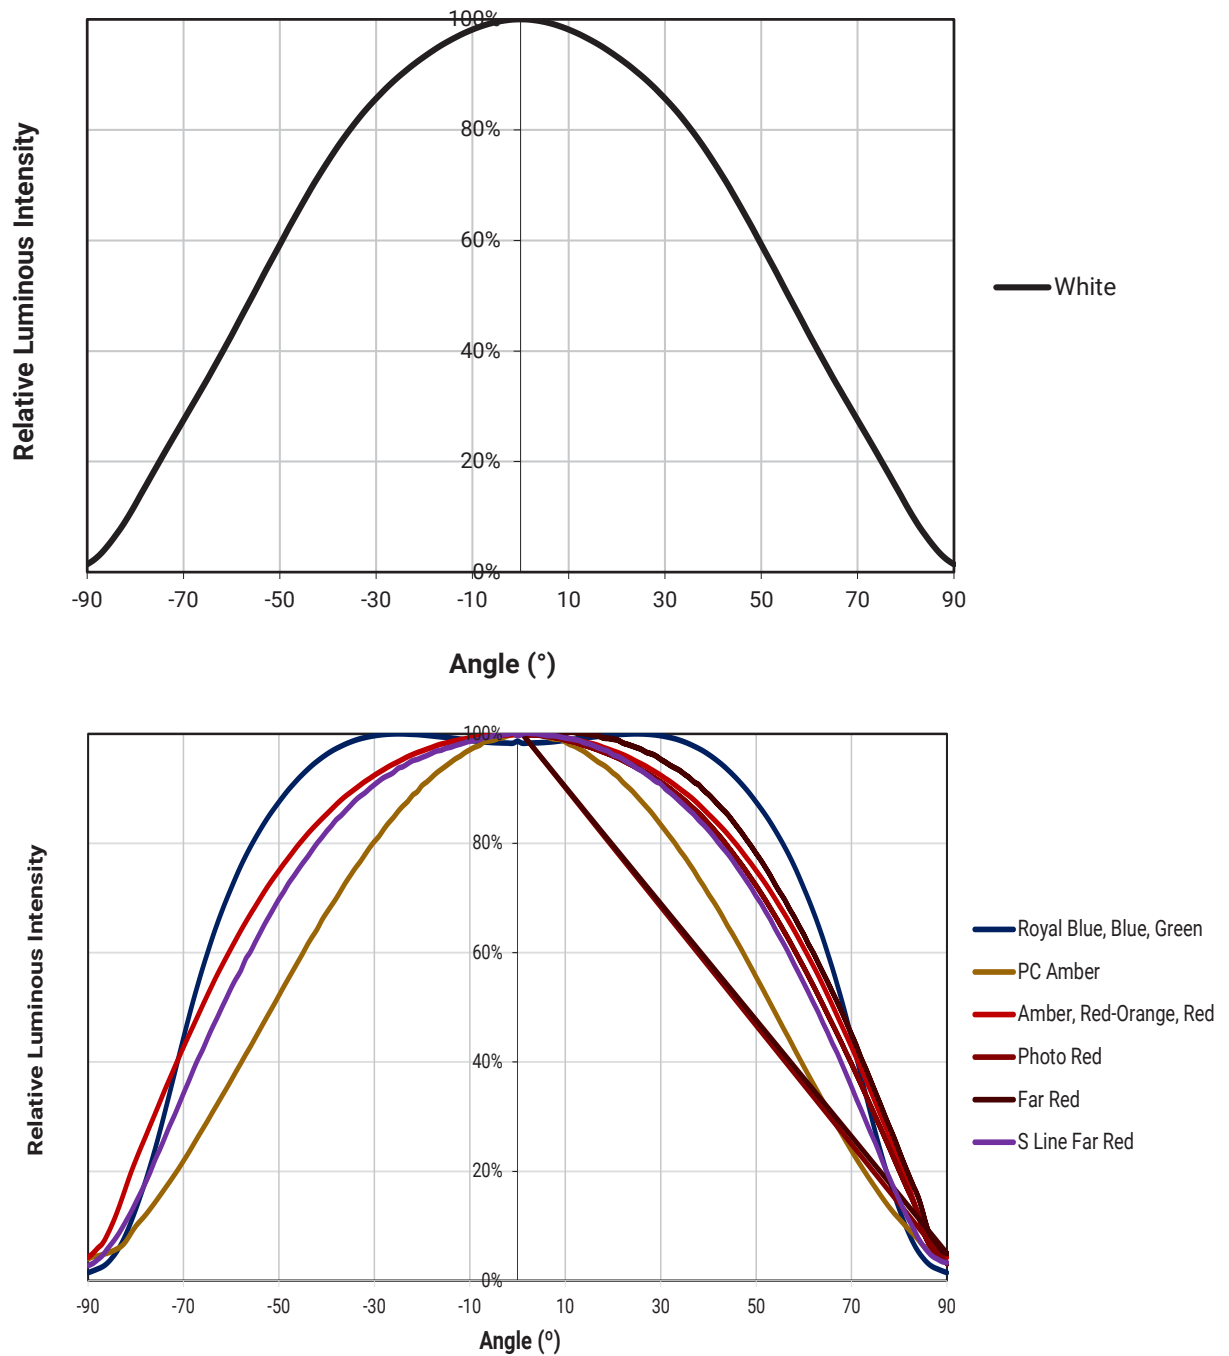 Relative Luminous Intensity
100%
80%
60%
40%
20%
0%
-90 -70 -50 -30 -10 10 30 50 70 90
Angle (°)
White
Relative Luminous Intensity
100%
80%
60%
40%
20%
0%
-90 -70 -50 -30 -10 10 30 50 70 90
Angle (º)
Royal Blue, Blue, Green
PC Amber
Amber, Red-Orange, Red
Photo Red
Far Red
S Line Far Red